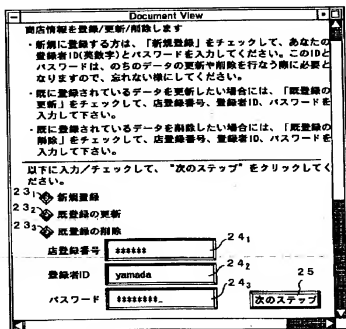 Document View
商店情報を登録/更新/削除します
・新規に登録する方は、「新規登録」をチェックして、あなたの
登録者ID(英数字)とパスワードを入力してください。このIDと
パスワードは、のちのデータの更新や削除を行なう際に必要と
なりますので、忘れない様にしてください。
・既に登録されているデータを更新したい場合には、「既登録の
更新」をチェックして、店登録番号、登録者ID、パスワードを
入力して下さい。
・既に登録されているデータを削除したい場合には、「既登録の
削除」をチェックして、店登録番号、登録者ID、パスワードを
入力して下さい。
以下に入力/チェックして、"次のステップ"をクリックしてく
ださい。
23₁ 新規登録
23₂ 既登録の更新
23₃ 既登録の削除
店登録番号 ****** 24₁
登録者ID yamada 24₂
パスワード ********_ 24₃
25
次のステップ